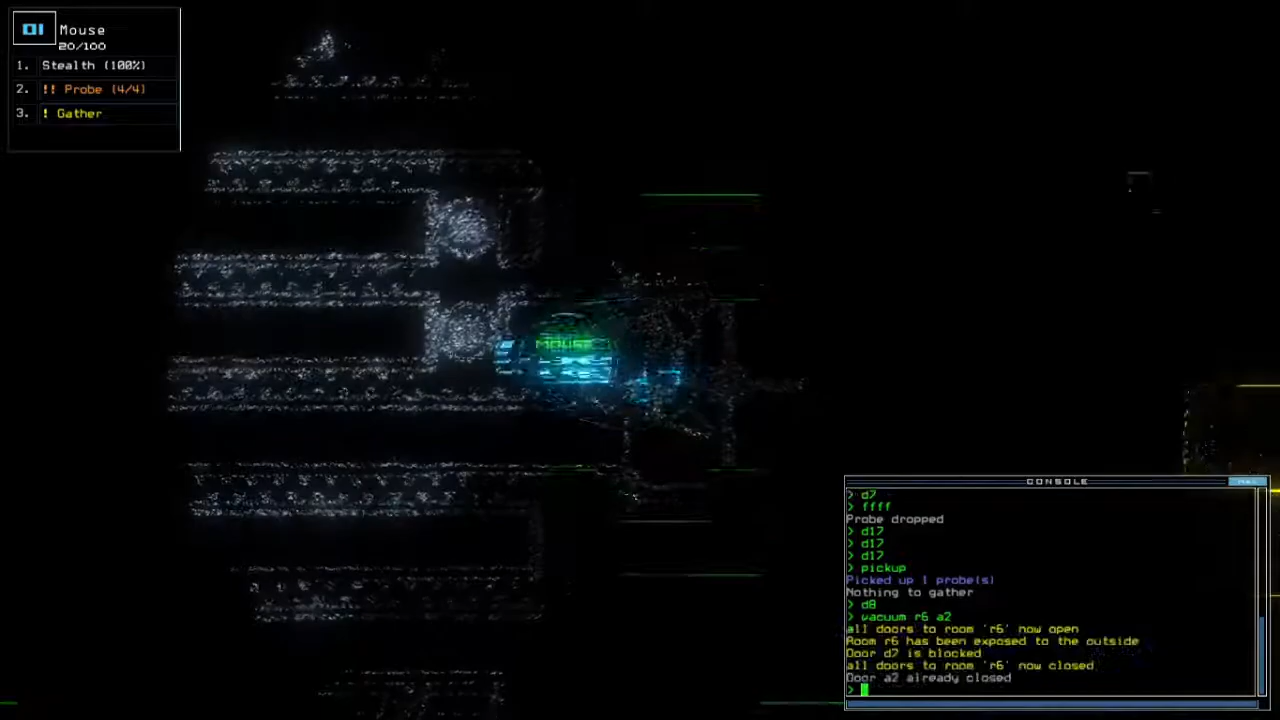 01 Mouse
20/100
1. Stealth (100%)
2. !! Probe (4/4)
3. ! Gather
MOUSE
CONSOLE
> d7
> ffff
Probe dropped
> d17
> d17
> d17
> pickup
Picked up 1 probe(s)
Nothing to gather
> d8
> vacuum r6 a2
all doors to room 'r6' now open
Room r6 has been exposed to the outside
Door d7 is blocked
all doors to room 'r6' now closed
Door a2 already closed
>